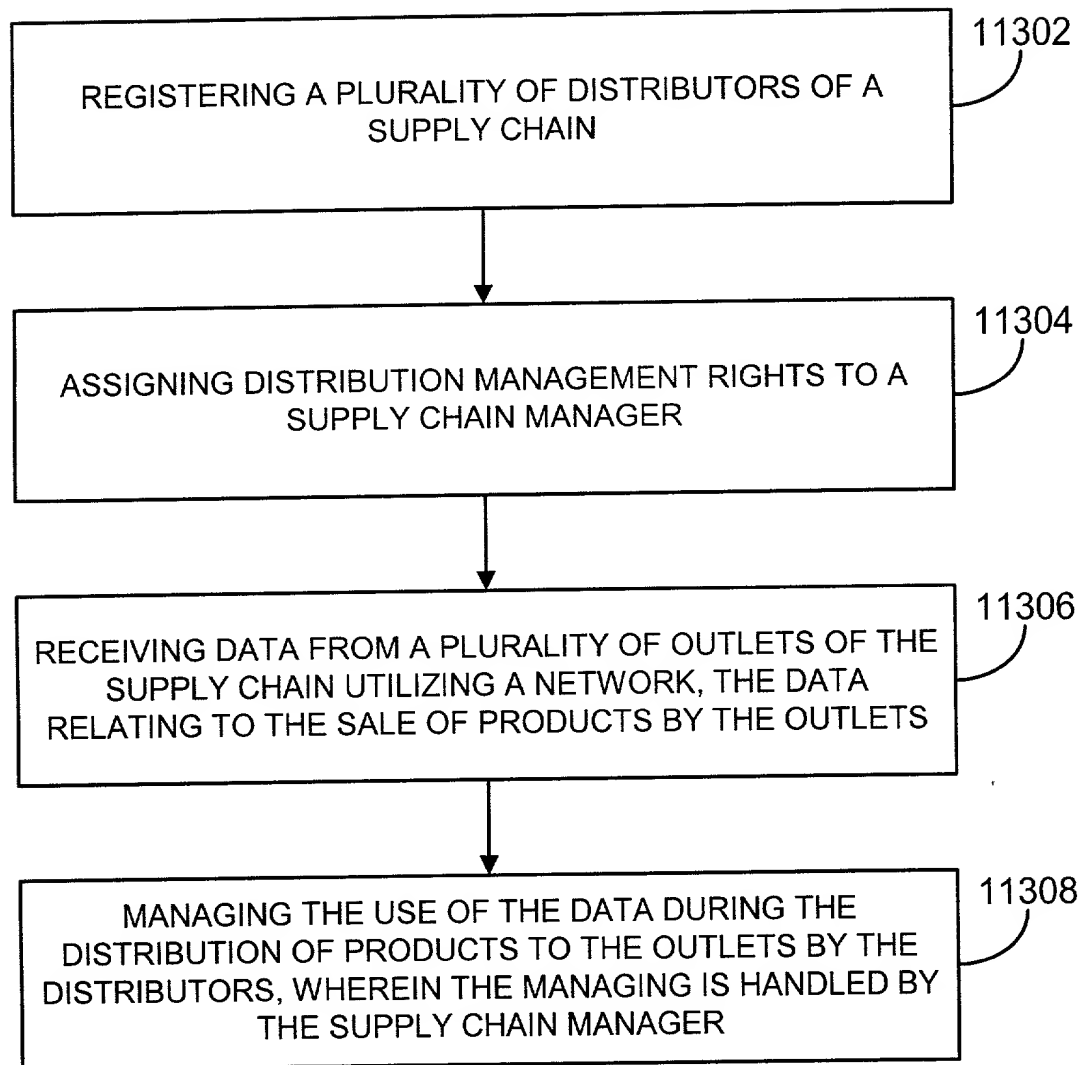 11302
REGISTERING A PLURALITY OF DISTRIBUTORS OF A
SUPPLY CHAIN
11304
ASSIGNING DISTRIBUTION MANAGEMENT RIGHTS TO A
SUPPLY CHAIN MANAGER
11306
RECEIVING DATA FROM A PLURALITY OF OUTLETS OF THE
SUPPLY CHAIN UTILIZING A NETWORK, THE DATA
RELATING TO THE SALE OF PRODUCTS BY THE OUTLETS
11308
MANAGING THE USE OF THE DATA DURING THE
DISTRIBUTION OF PRODUCTS TO THE OUTLETS BY THE
DISTRIBUTORS, WHEREIN THE MANAGING IS HANDLED BY
THE SUPPLY CHAIN MANAGER